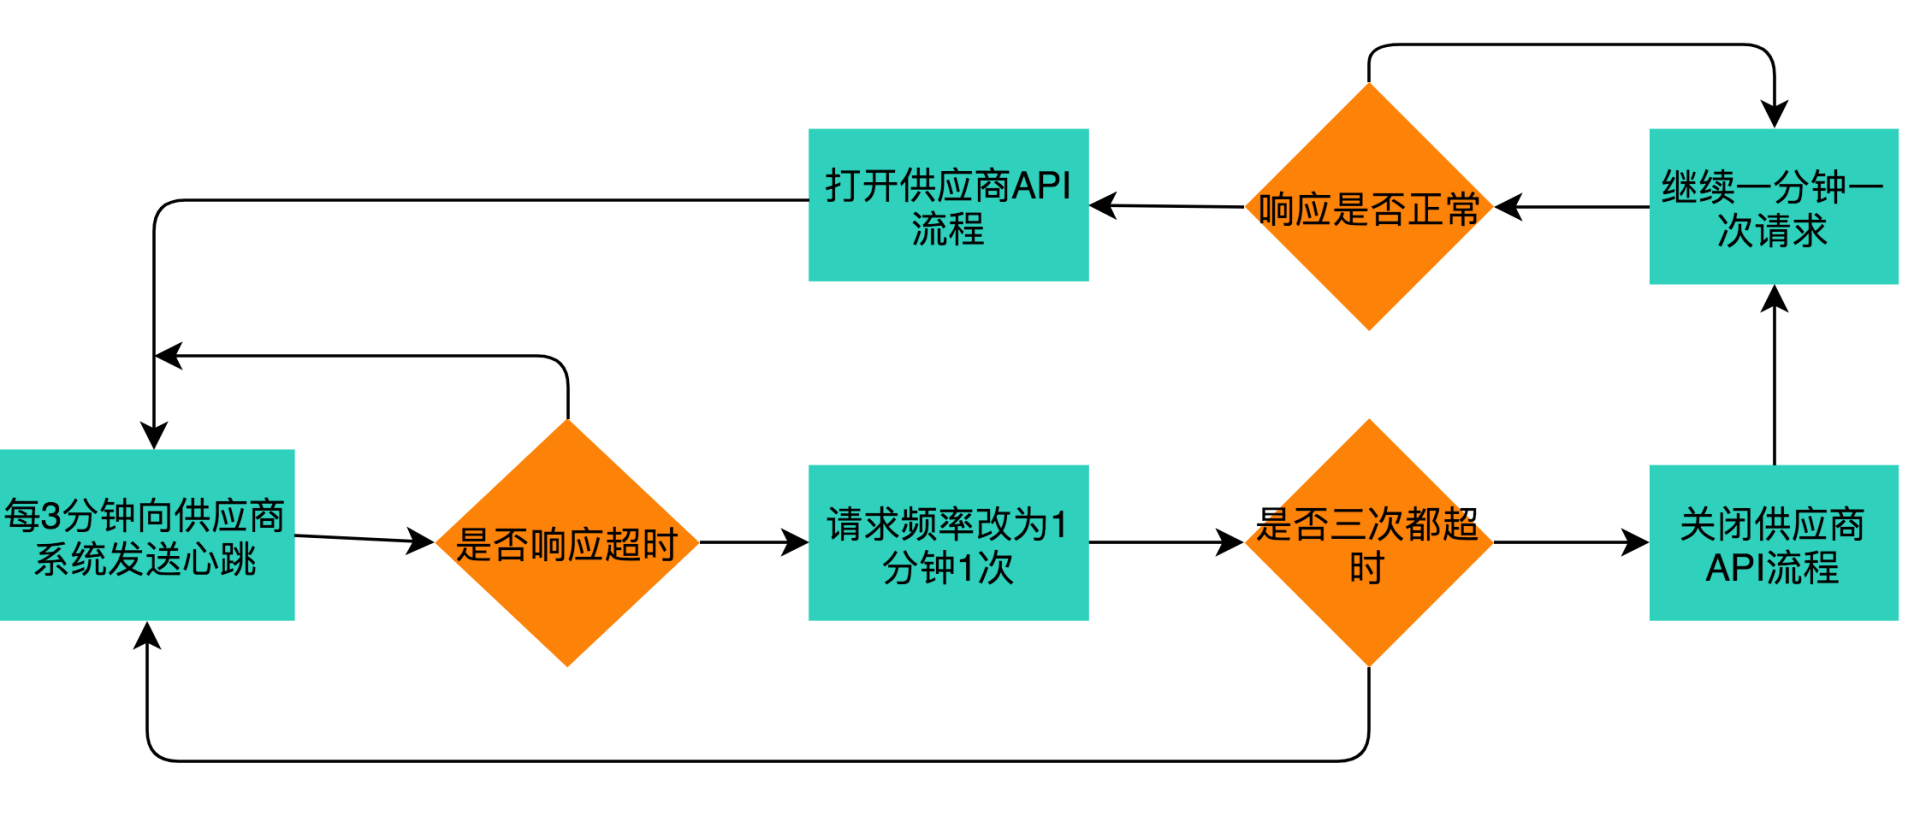 打开供应商API
流程
响应是否正常
继续一分钟一
次请求
每3分钟向供应商
系统发送心跳
是否响应超时
请求频率改为1
分钟1次
是否三次都超
时
关闭供应商
API流程